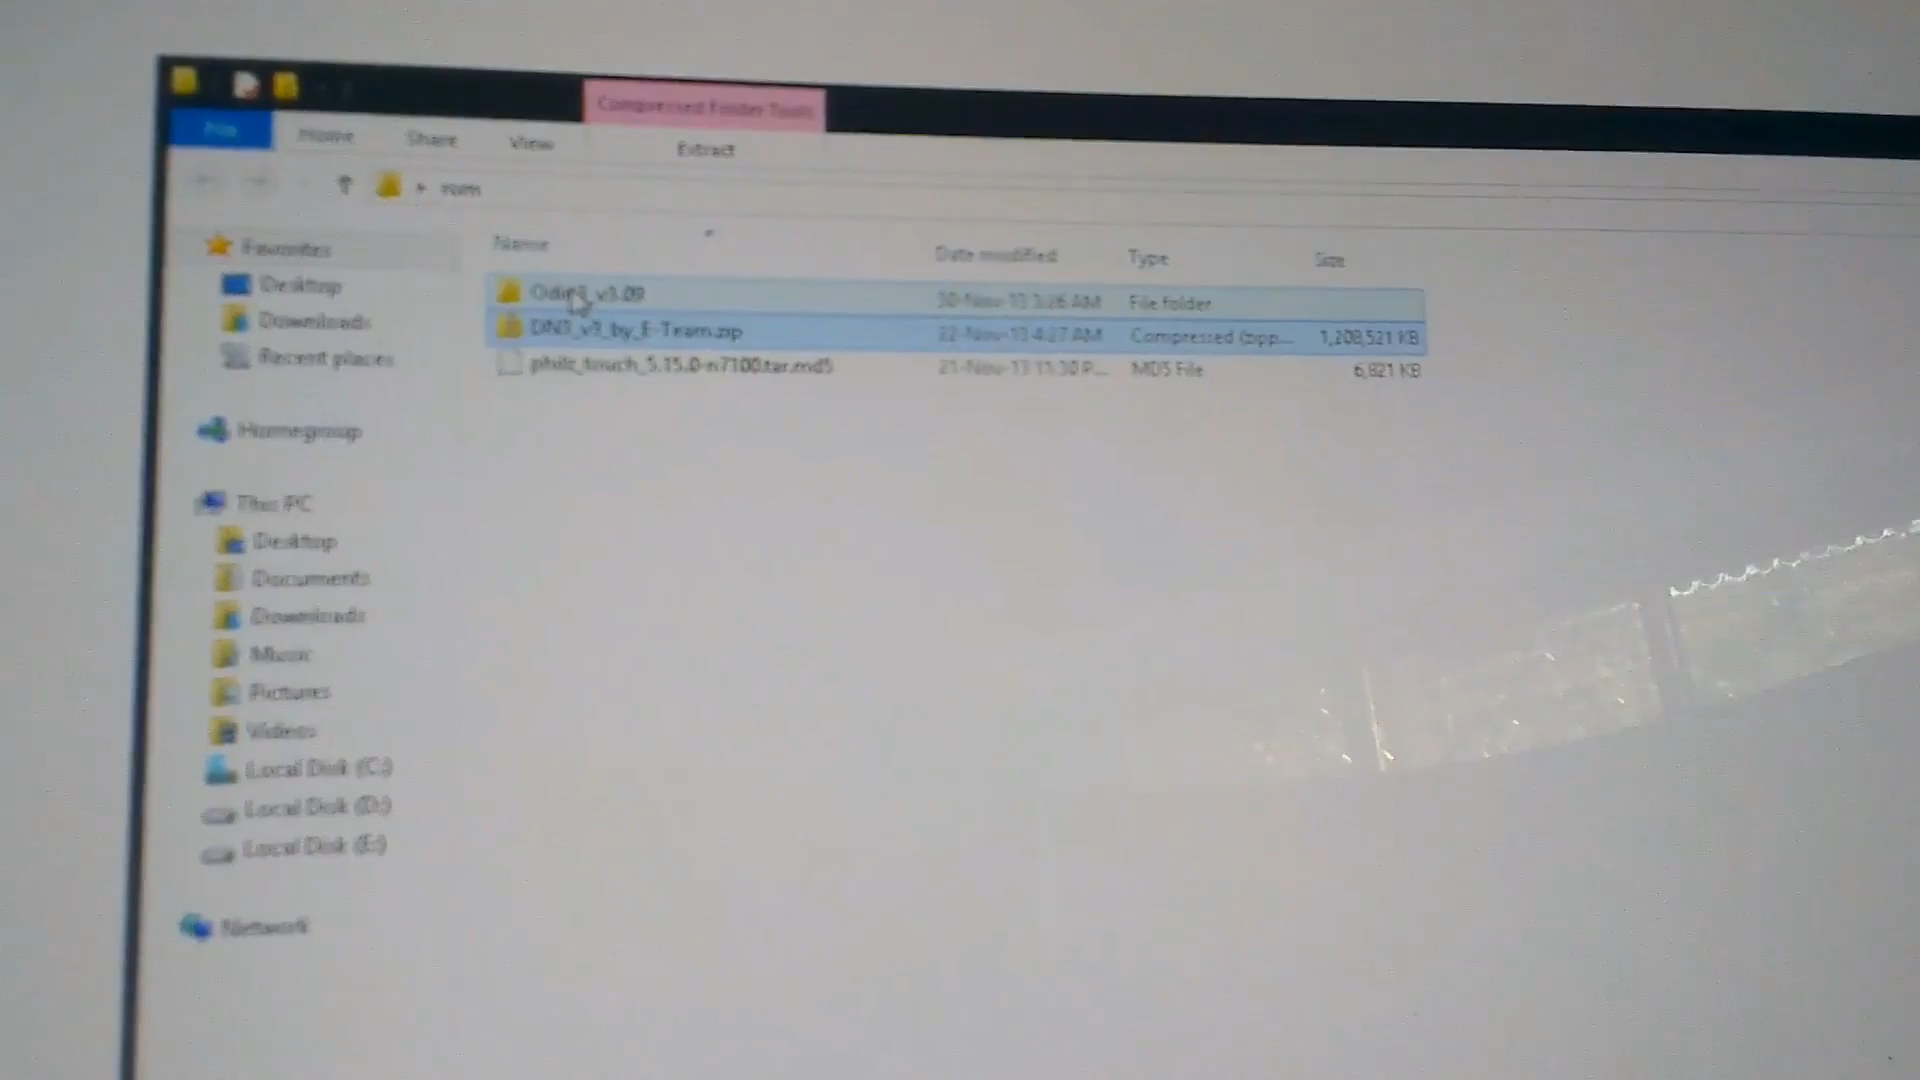 Compressed Folder Tools
File Home Share View Extract
rom
Name Date modified Type Size
Favorites
Desktop
Downloads
Recent places
Odin3_v3.09 30-Nov-13 3:26 AM File folder
DN3_v3_by_E-Team.zip 22-Nov-13 4:27 AM Compressed (zipp... 1,208,521 KB
philz_touch_5.15.0-n7100.tar.md5 21-Nov-13 11:30 P... MD5 File 6,821 KB
Homegroup
This PC
Desktop
Documents
Downloads
Music
Pictures
Videos
Local Disk (C:)
Local Disk (D:)
Local Disk (E:)
Network